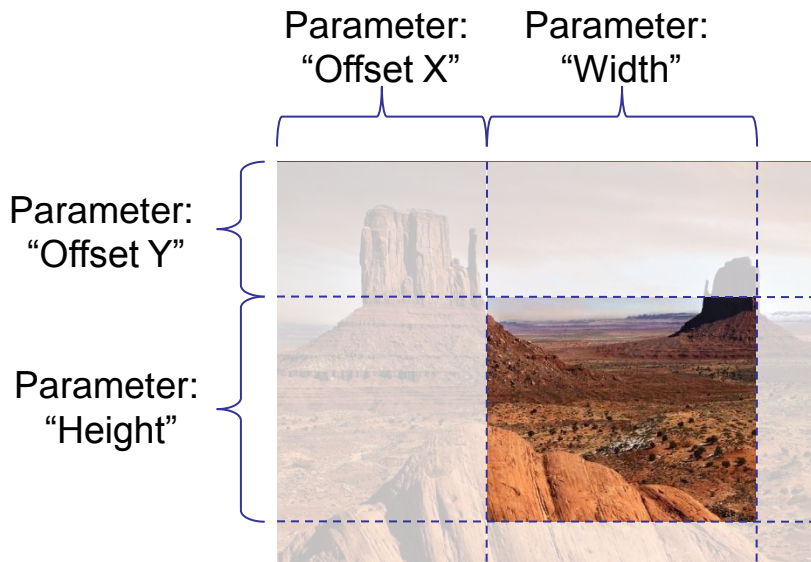 Parameter:
“Offset X”
Parameter:
“Width”
Parameter:
“Offset Y”
Parameter:
“Height”